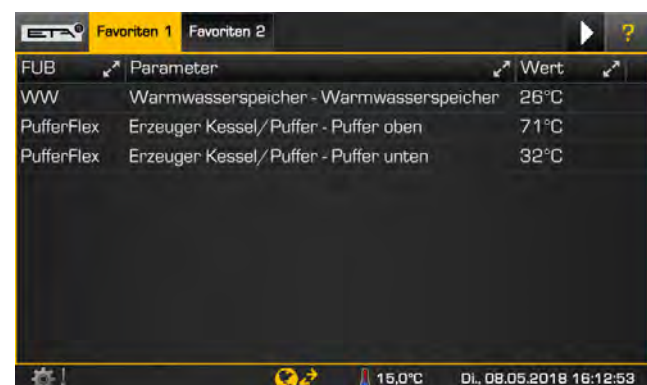 ETA Favoriten 1 Favoriten 2 ?
FUB Parameter Wert
WW Warmwasserspeicher - Warmwasserspeicher 26°C
PufferFlex Erzeuger Kessel/Puffer - Puffer oben 71°C
PufferFlex Erzeuger Kessel/Puffer - Puffer unten 32°C
! 15,0°C Di., 08.05.2018 16:12:53